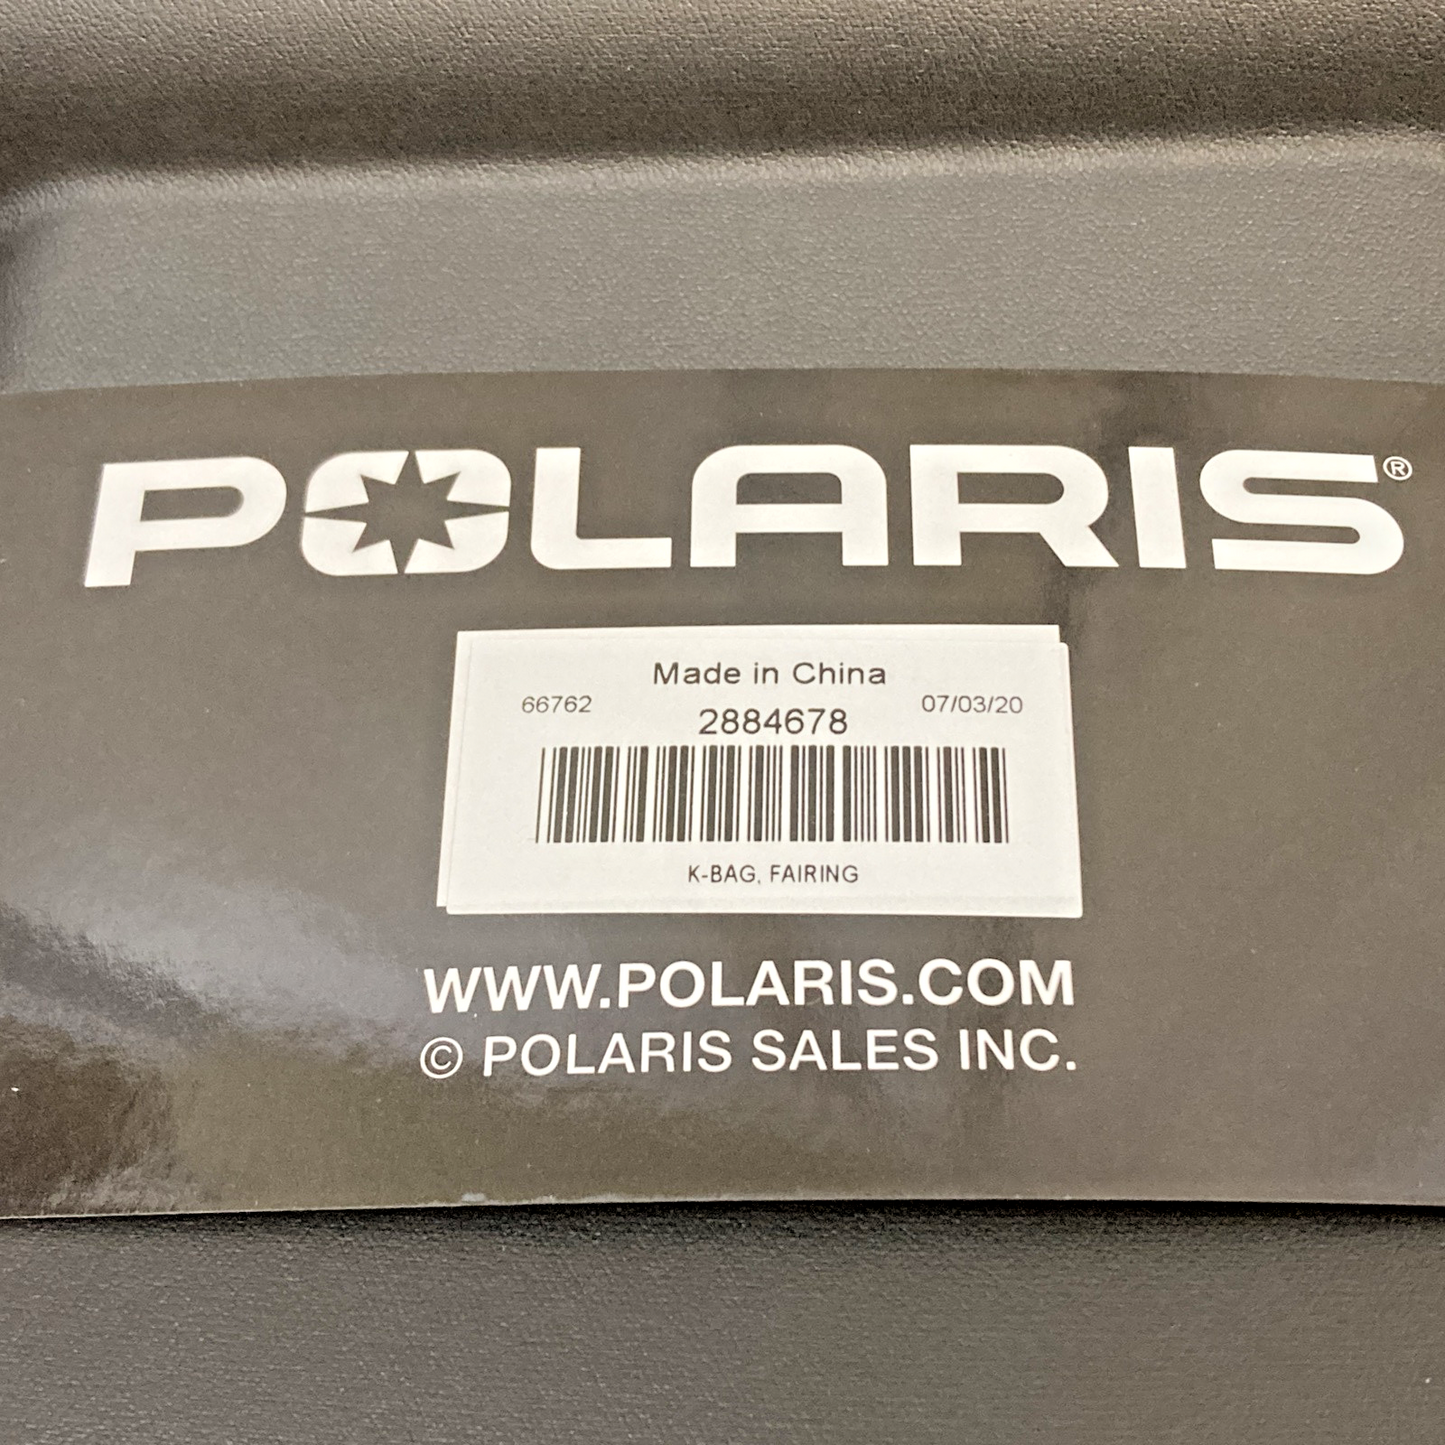 POLARIS®
Made in China
66762 2884678 07/03/20
K-BAG, FAIRING
WWW.POLARIS.COM
© POLARIS SALES INC.